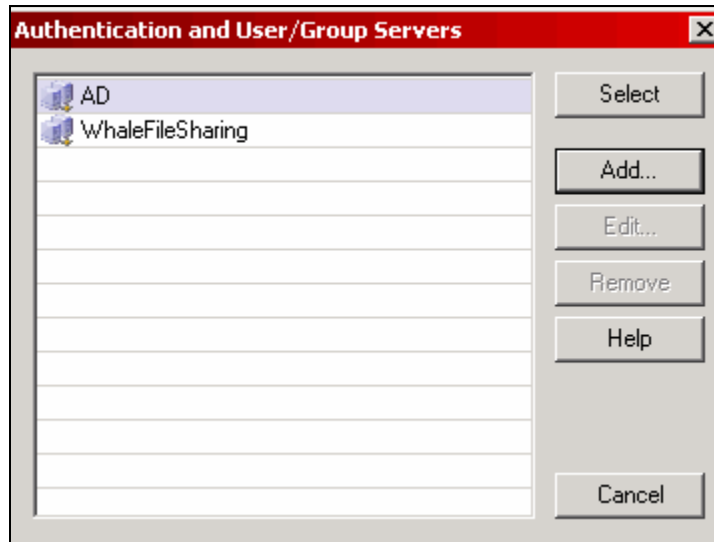 Authentication and User/Group Servers
AD
WhaleFileSharing
Select
Add...
Edit...
Remove
Help
Cancel